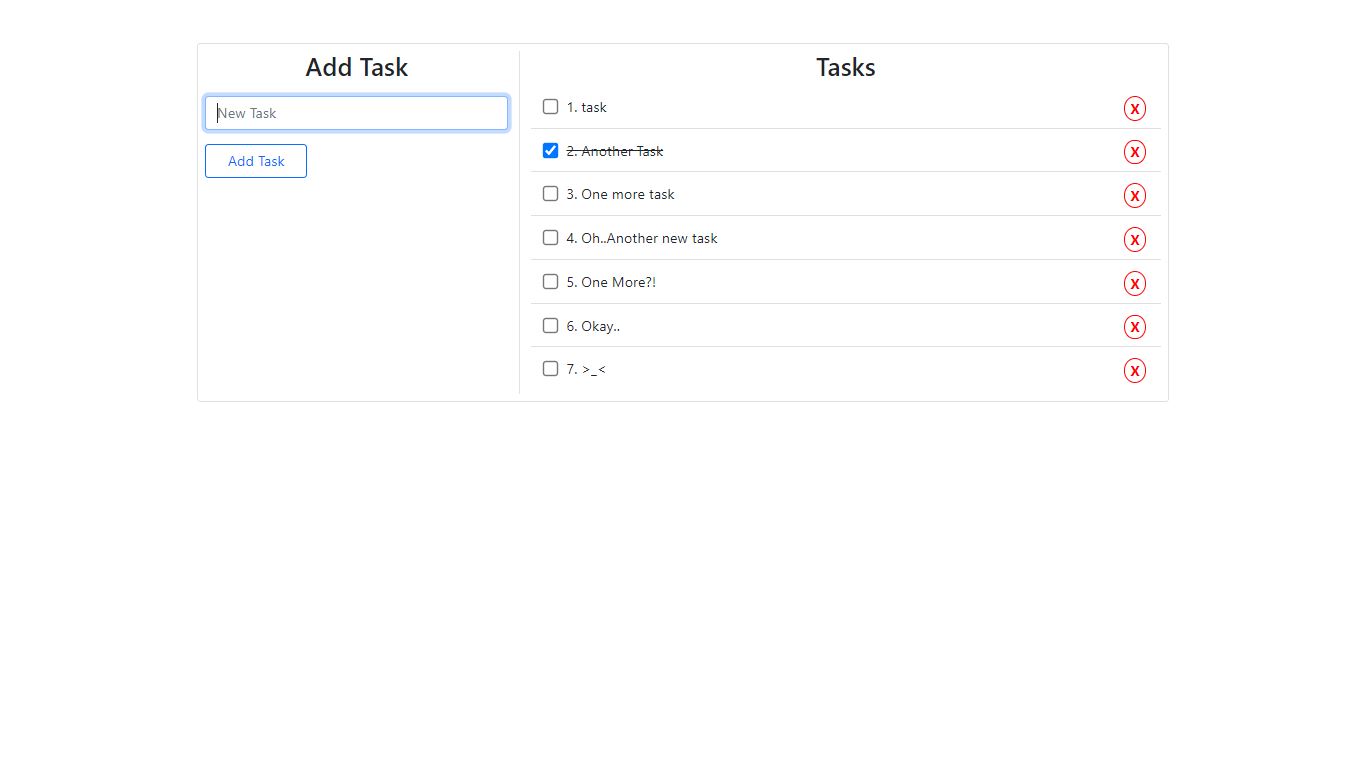 Add Task
New Task
Add Task
Tasks
1. task X
2. Another Task X
3. One more task X
4. Oh..Another new task X
5. One More?! X
6. Okay.. X
7. >_< X